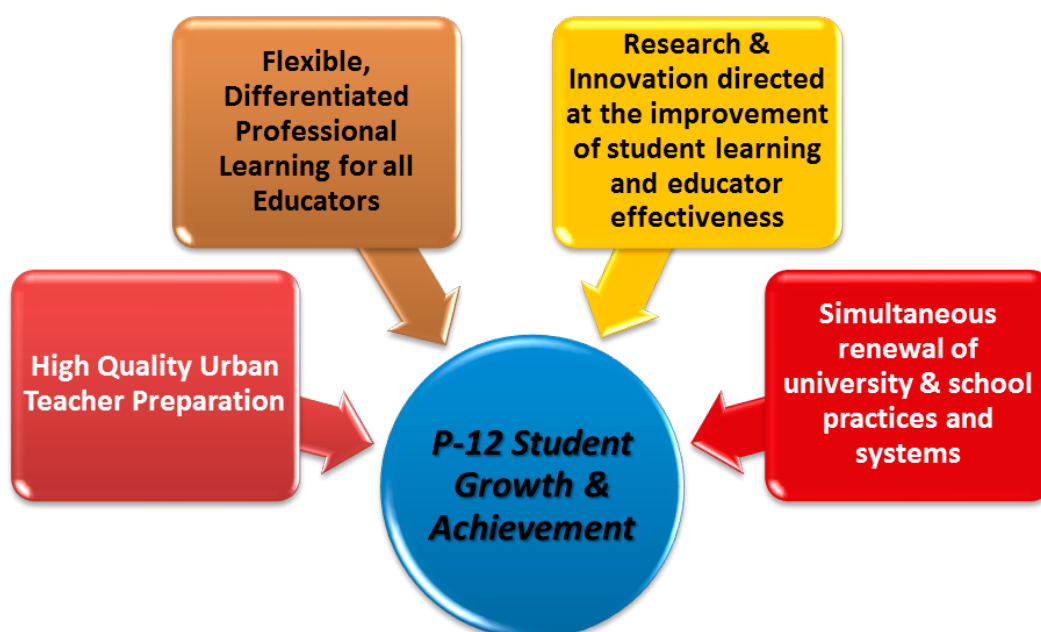 Flexible,
Differentiated
Professional
Learning for all
Educators
Research &
Innovation directed
at the improvement
of student learning
and educator
effectiveness
High Quality Urban
Teacher Preparation
Simultaneous
renewal of
university & school
practices and
systems
P-12 Student
Growth &
Achievement